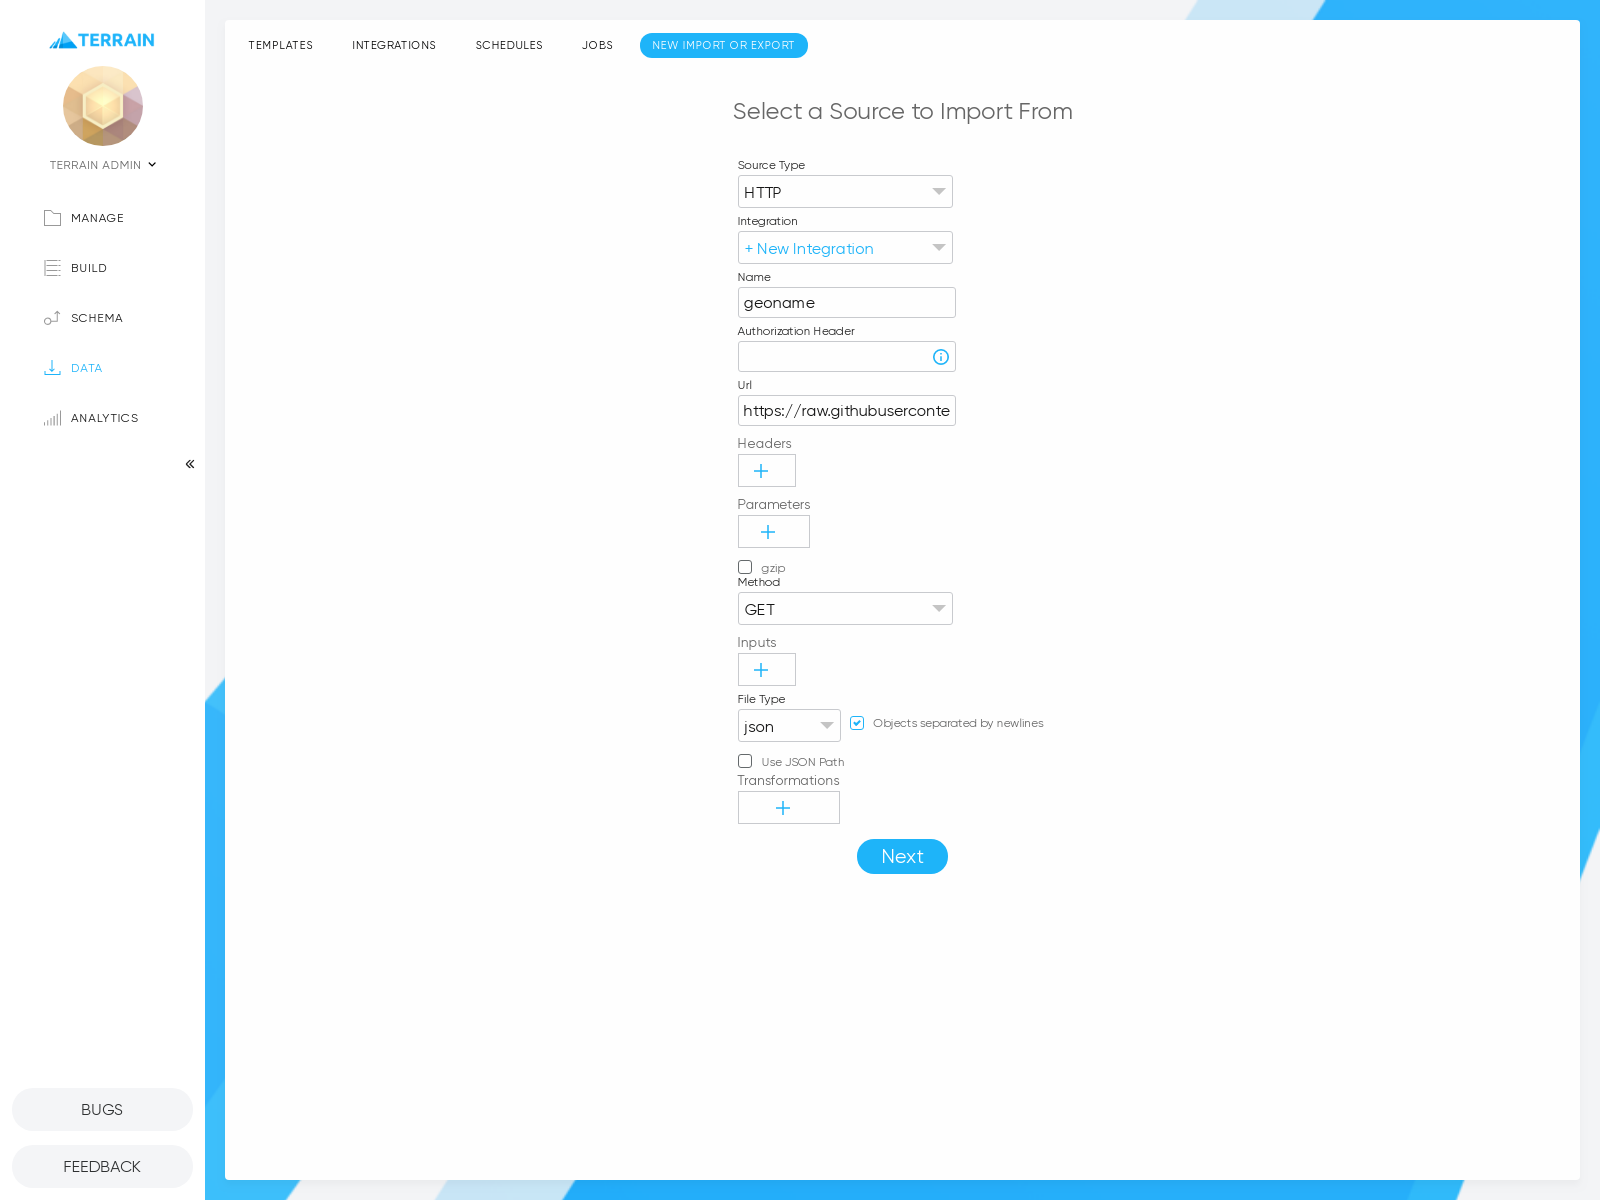 TERRAIN
TERRAIN ADMIN
MANAGE
BUILD
SCHEMA
DATA
ANALYTICS
BUGS
FEEDBACK
TEMPLATES INTEGRATIONS SCHEDULES JOBS NEW IMPORT OR EXPORT
Select a Source to Import From
Source Type
HTTP
Integration
+ New Integration
Name
geoname
Authorization Header
Url
https://raw.githubuserconte
Headers
Parameters
gzip
Method
GET
Inputs
File Type
json Objects separated by newlines
Use JSON Path
Transformations
Next